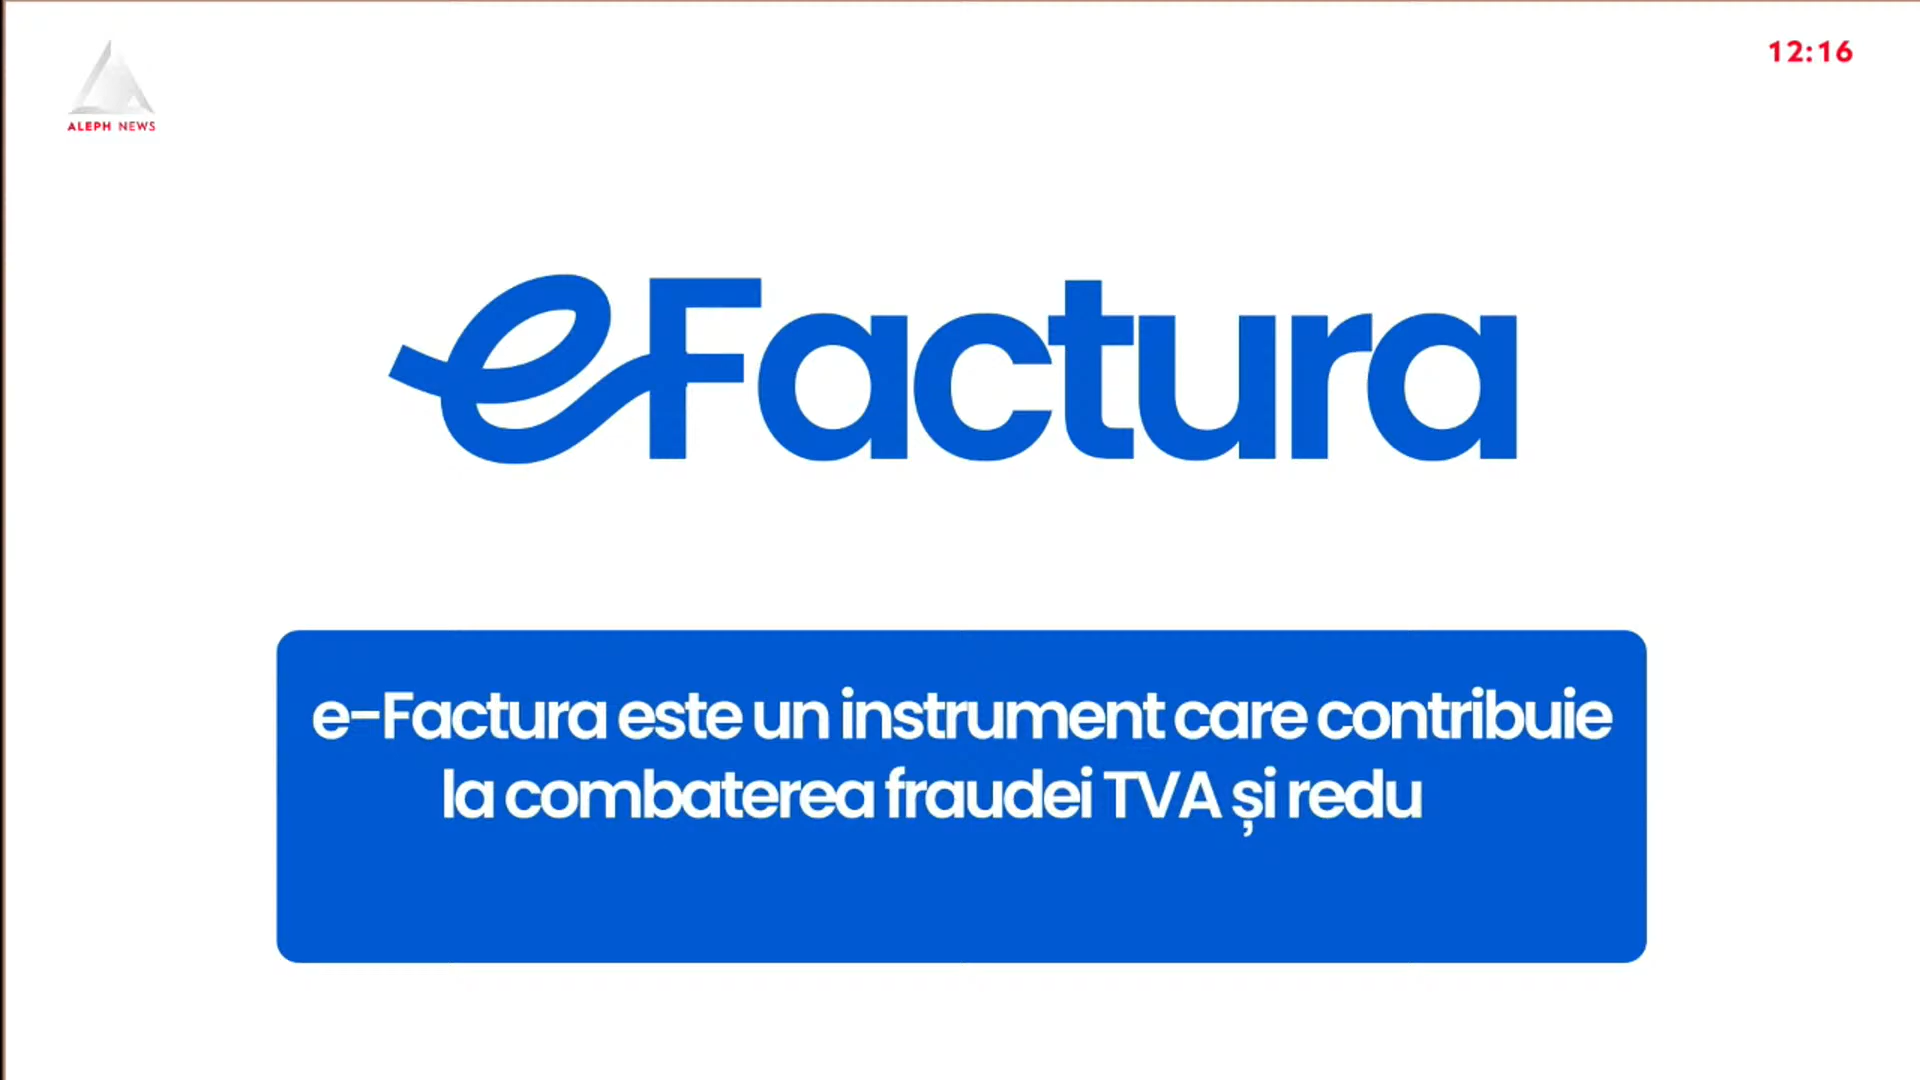 ALEPH NEWS
12:16
eFactura
e-Factura este un instrument care contribuie
la combaterea fraudei TVA și redu